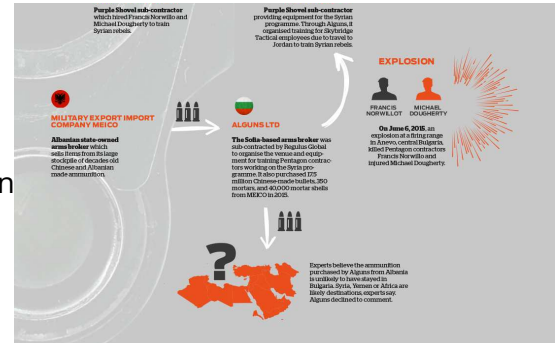 Purple Shovel sub-contractor
which hired Francis Norwillo and
Michael Dougherty to train
Syrian rebels.
Purple Shovel sub-contractor
providing equipment for the Syrian
programme. Through Alguns, it
organised training for Skybridge
Tactical employees due to travel to
Jordan to train Syrian rebels.
EXPLOSION
FRANCIS
NORWILLOT
MICHAEL
DOUGHERTY
On June 6, 2015, an
explosion at a firing range
in Anevo, central Bulgaria,
killed Pentagon contractors
Francis Norwillo and
injured Michael Dougherty.
MILITARY EXPORT IMPORT
COMPANY MEICO
Albanian state-owned
arms broker which
sells items from its large
stockpile of decades old
Chinese and Albanian
made ammunition.
ALGUNS LTD
The Sofia-based arms broker was
sub-contracted by Regulus Global
to organise the venue and equip-
ment for training Pentagon contrac-
tors working on the Syria pro-
gramme. It also purchased 17.5
million Chinese-made bullets, 350
mortars, and 40,000 mortar shells
from MEICO in 2015.
n
?
Experts believe the ammunition
purchased by Alguns from Albania
is unlikely to have stayed in
Bulgaria. Syria, Yemen or Africa are
likely destinations, experts say.
Alguns declined to comment.